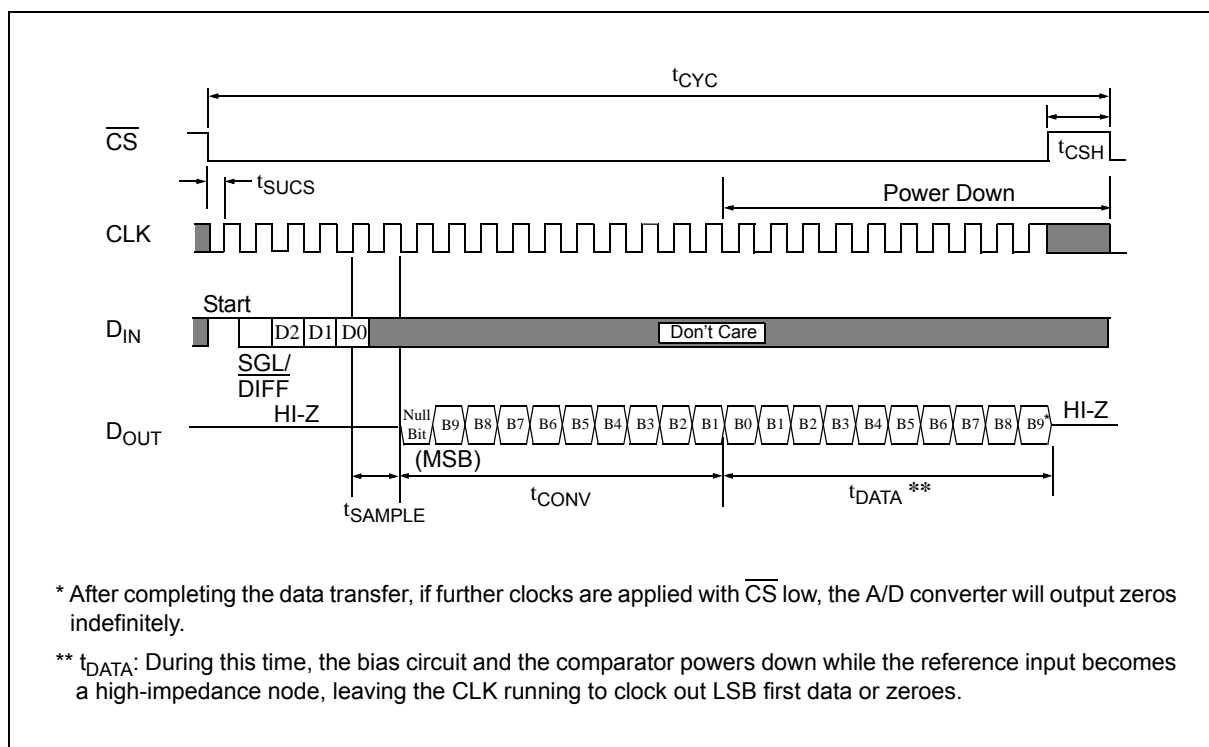 tCYC
CS
tCSH
tSUCS
Power Down
CLK
Start
DIN
D2 D1 D0
Don't Care
SGL/
DIFF
HI-Z
HI-Z
DOUT
Null
Bit
B9 B8 B7 B6 B5 B4 B3 B2 B1 B0 B1 B2 B3 B4 B5 B6 B7 B8 B9*
(MSB)
tSAMPLE
tCONV
tDATA **
* After completing the data transfer, if further clocks are applied with CS low, the A/D converter will output zeros
indefinitely.
** tDATA: During this time, the bias circuit and the comparator powers down while the reference input becomes
a high-impedance node, leaving the CLK running to clock out LSB first data or zeroes.